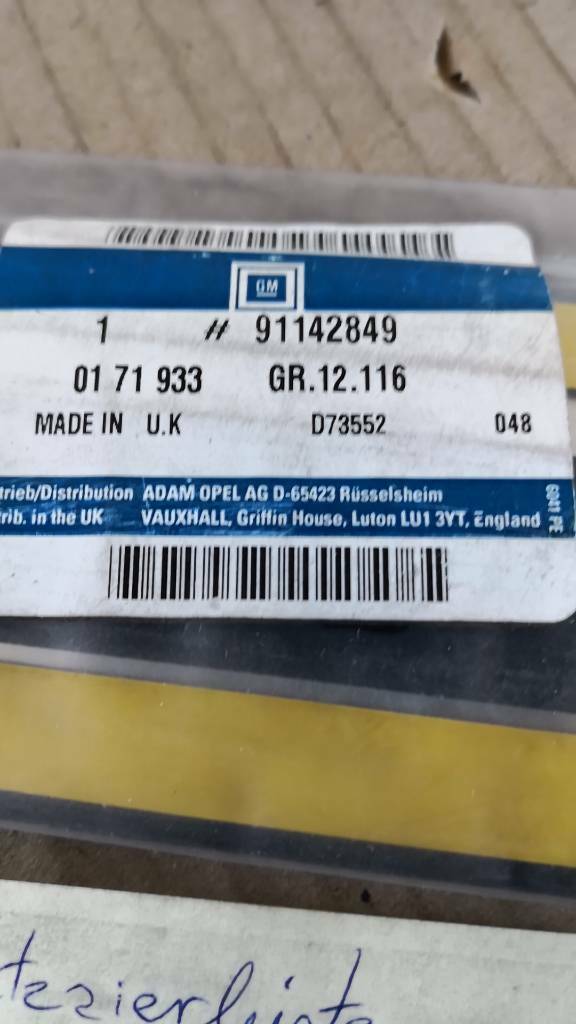 GM
1 # 91142849
01 71 933 GR.12.116
MADE IN U.K D73552 048
trieb/Distribution ADAM OPEL AG D-65423 Rüsselsheim
rib. in the UK VAUXHALL, Griffin House, Luton LU1 3YT, England